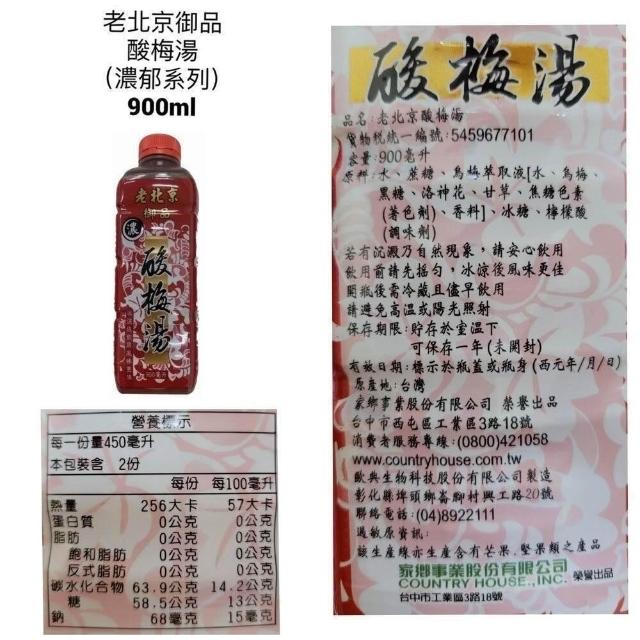 老北京御品
酸梅湯
(濃郁系列)
900ml
老北京
御品
濃
酸梅湯
900毫升
營養標示
每一份量450毫升
本包裝含 2份
每份 每100毫升
熱量 256大卡 57大卡
蛋白質 0公克 0公克
脂肪 0公克 0公克
飽和脂肪 0公克 0公克
反式脂肪 0公克 0公克
碳水化合物 63.9公克 14.2公克
糖 58.5公克 13公克
鈉 68毫克 15毫克
酸梅湯
品名:老北京酸梅湯
貨物稅統一編號:5459677101
容量:900毫升
原料:水、蔗糖、烏梅萃取液[水、烏梅、
黑糖、洛神花、甘草、焦糖色素
(著色劑)、香料]、冰糖、檸檬酸
(調味劑)
若有沉澱乃自然現象,請安心飲用
飲用前請先搖勻,冰涼後風味更佳
開瓶後需冷藏且儘早飲用
請避免高溫或陽光照射
保存期限:貯存於室溫下
可保存一年(未開封)
有效日期:標示於瓶蓋或瓶身(西元年/月/日)
原產地:台灣
家鄉事業股份有限公司 榮譽出品
台中市西屯區工業區3路18號
消費者服務專線:(0800)421058
www.countryhouse.com.tw
歐典生物科技股份有限公司製造
彰化縣埤頭鄉崙腳村興工路20號
聯絡電話:(04)8922111
過敏原資訊:
該生產線亦生產含有芒果、堅果類之產品
家鄉事業股份有限公司
COUNTRY HOUSE., INC. 榮譽出品
台中市工業區3路18號